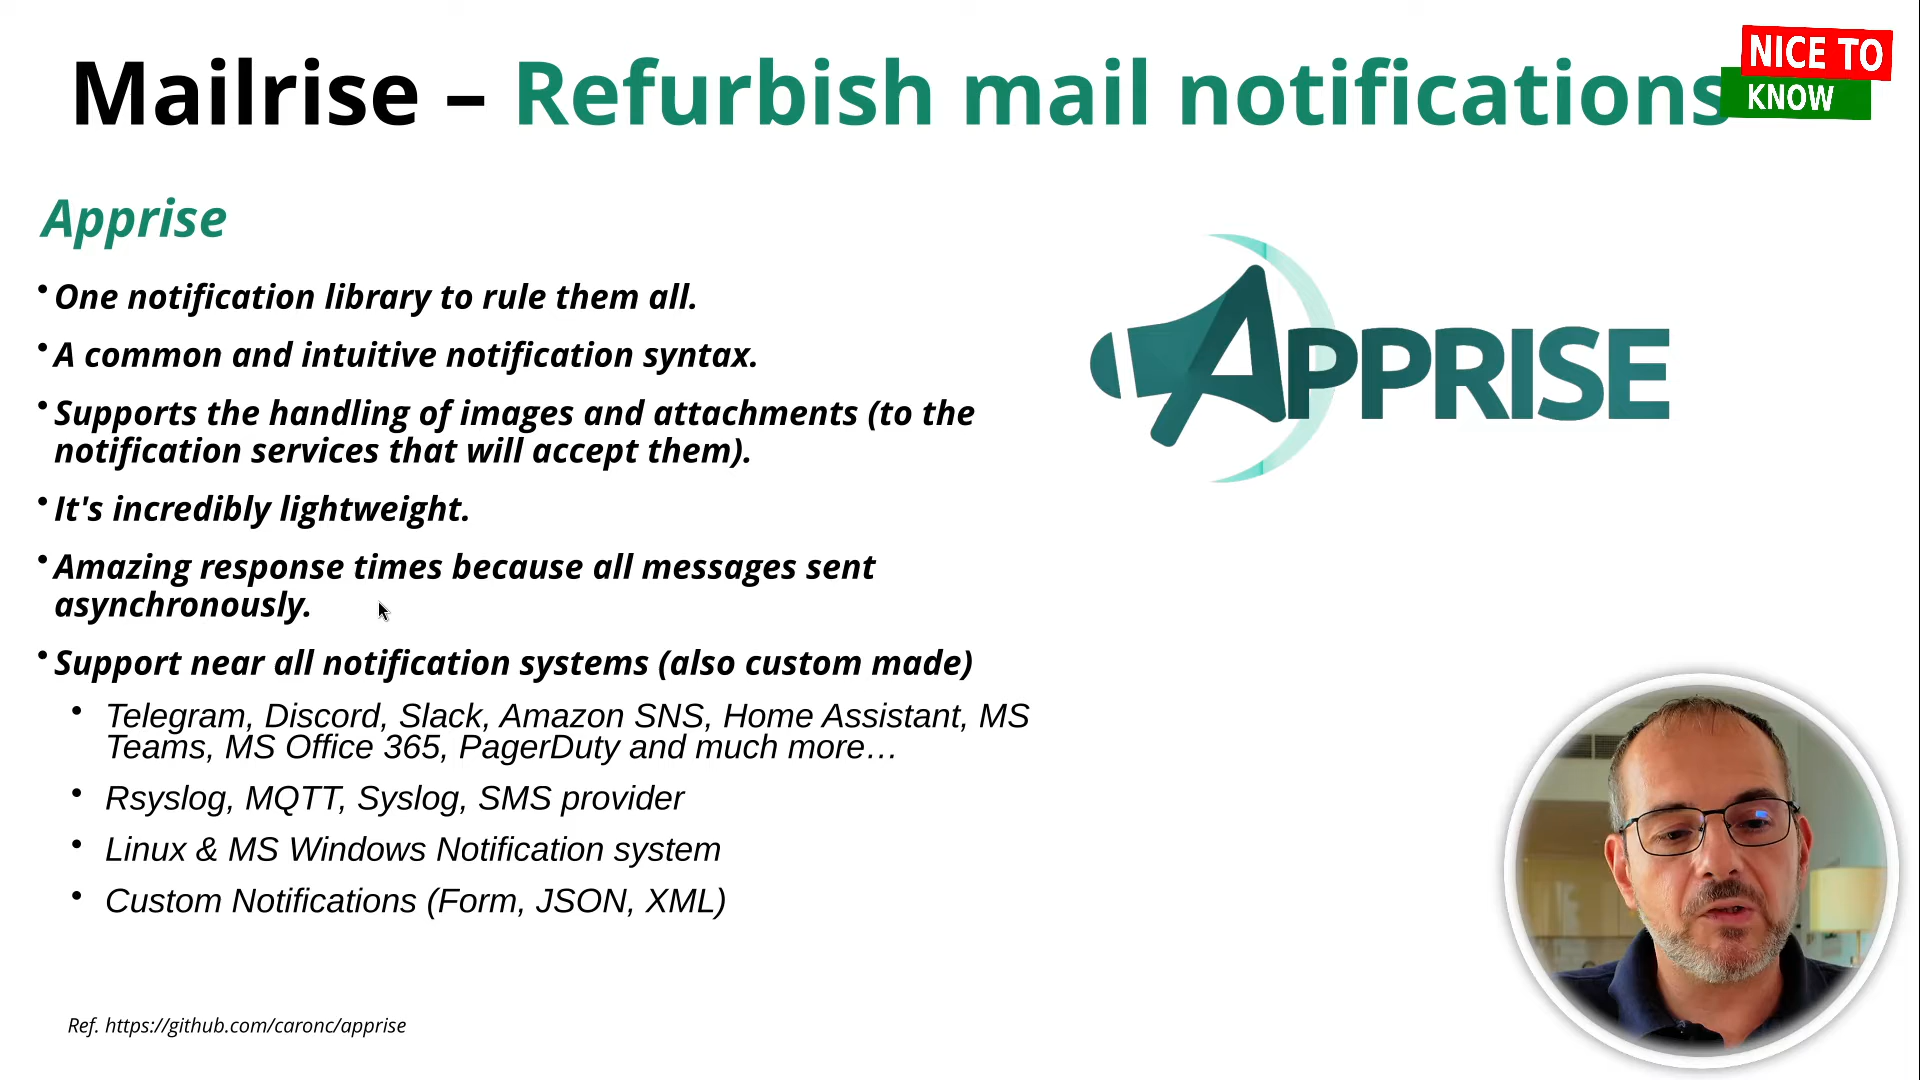 Mailrise – Refurbish mail notifications
NICE TO
KNOW
Apprise
• One notification library to rule them all.
• A common and intuitive notification syntax.
• Supports the handling of images and attachments (to the
notification services that will accept them).
• It's incredibly lightweight.
• Amazing response times because all messages sent
asynchronously.
• Support near all notification systems (also custom made)
• Telegram, Discord, Slack, Amazon SNS, Home Assistant, MS
Teams, MS Office 365, PagerDuty and much more…
• Rsyslog, MQTT, Syslog, SMS provider
• Linux & MS Windows Notification system
• Custom Notifications (Form, JSON, XML)
APPRISE
Ref. https://github.com/caronc/apprise